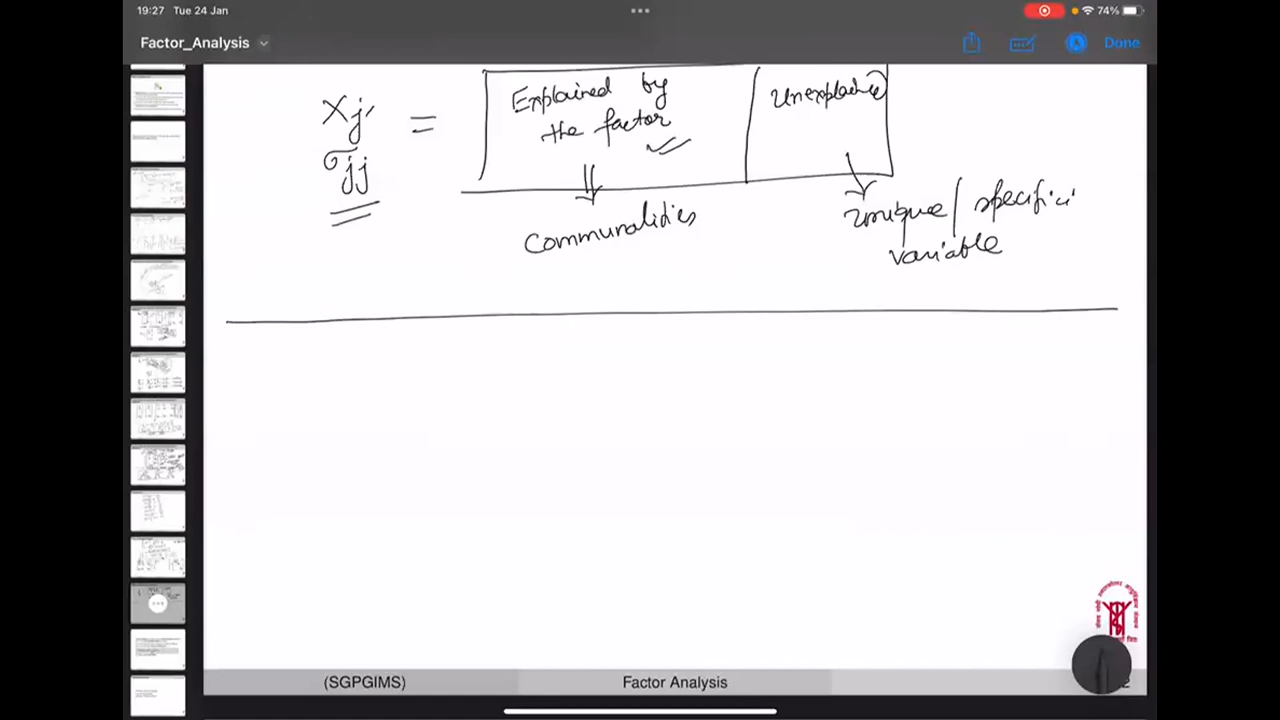 19:27 Tue 24 Jan
74%
Factor_Analysis
Done
Explained by
the factor
Unexplained
Xj =
σjj
Communalities
Unique / specific
variable
(SGPGIMS)
Factor Analysis
2